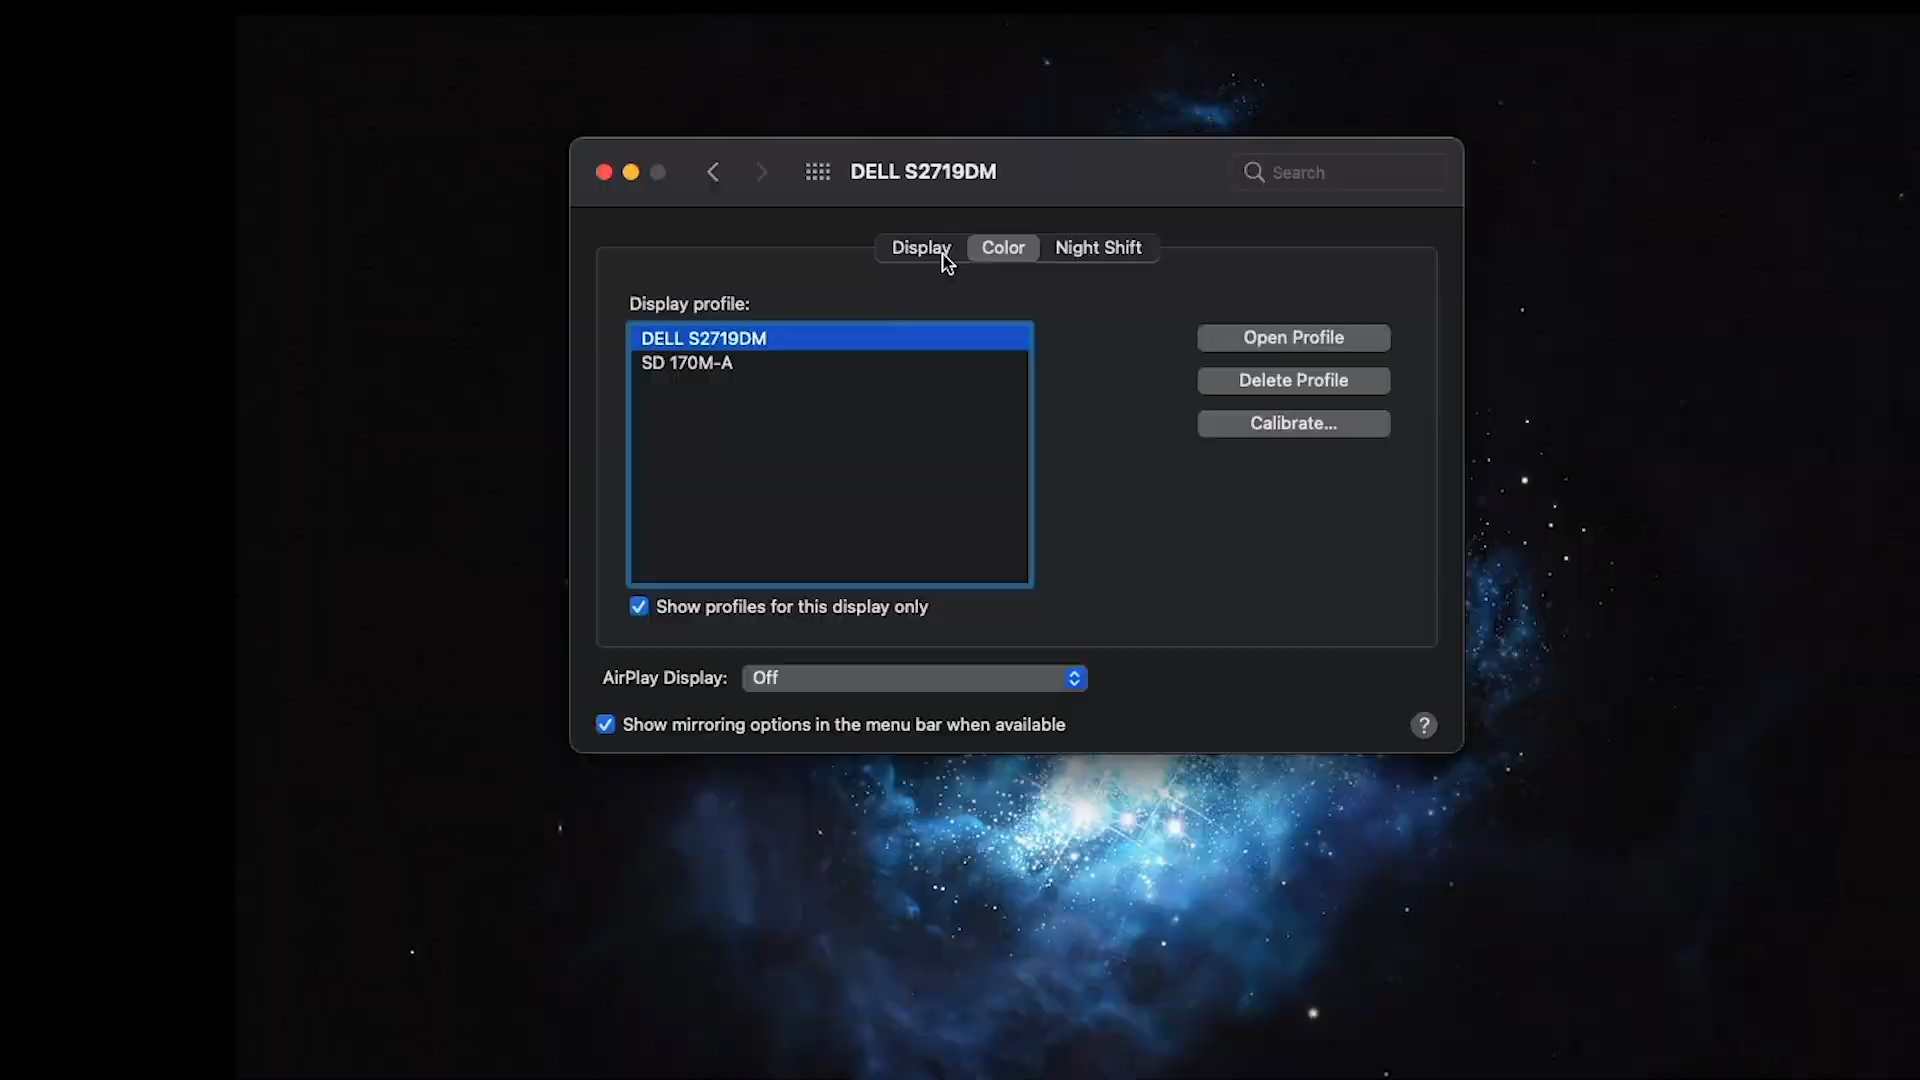 DELL S2719DM
Search
Display
Color
Night Shift
Display profile:
DELL S2719DM
SD 170M-A
Open Profile
Delete Profile
Calibrate...
Show profiles for this display only
AirPlay Display:
Off
Show mirroring options in the menu bar when available
?